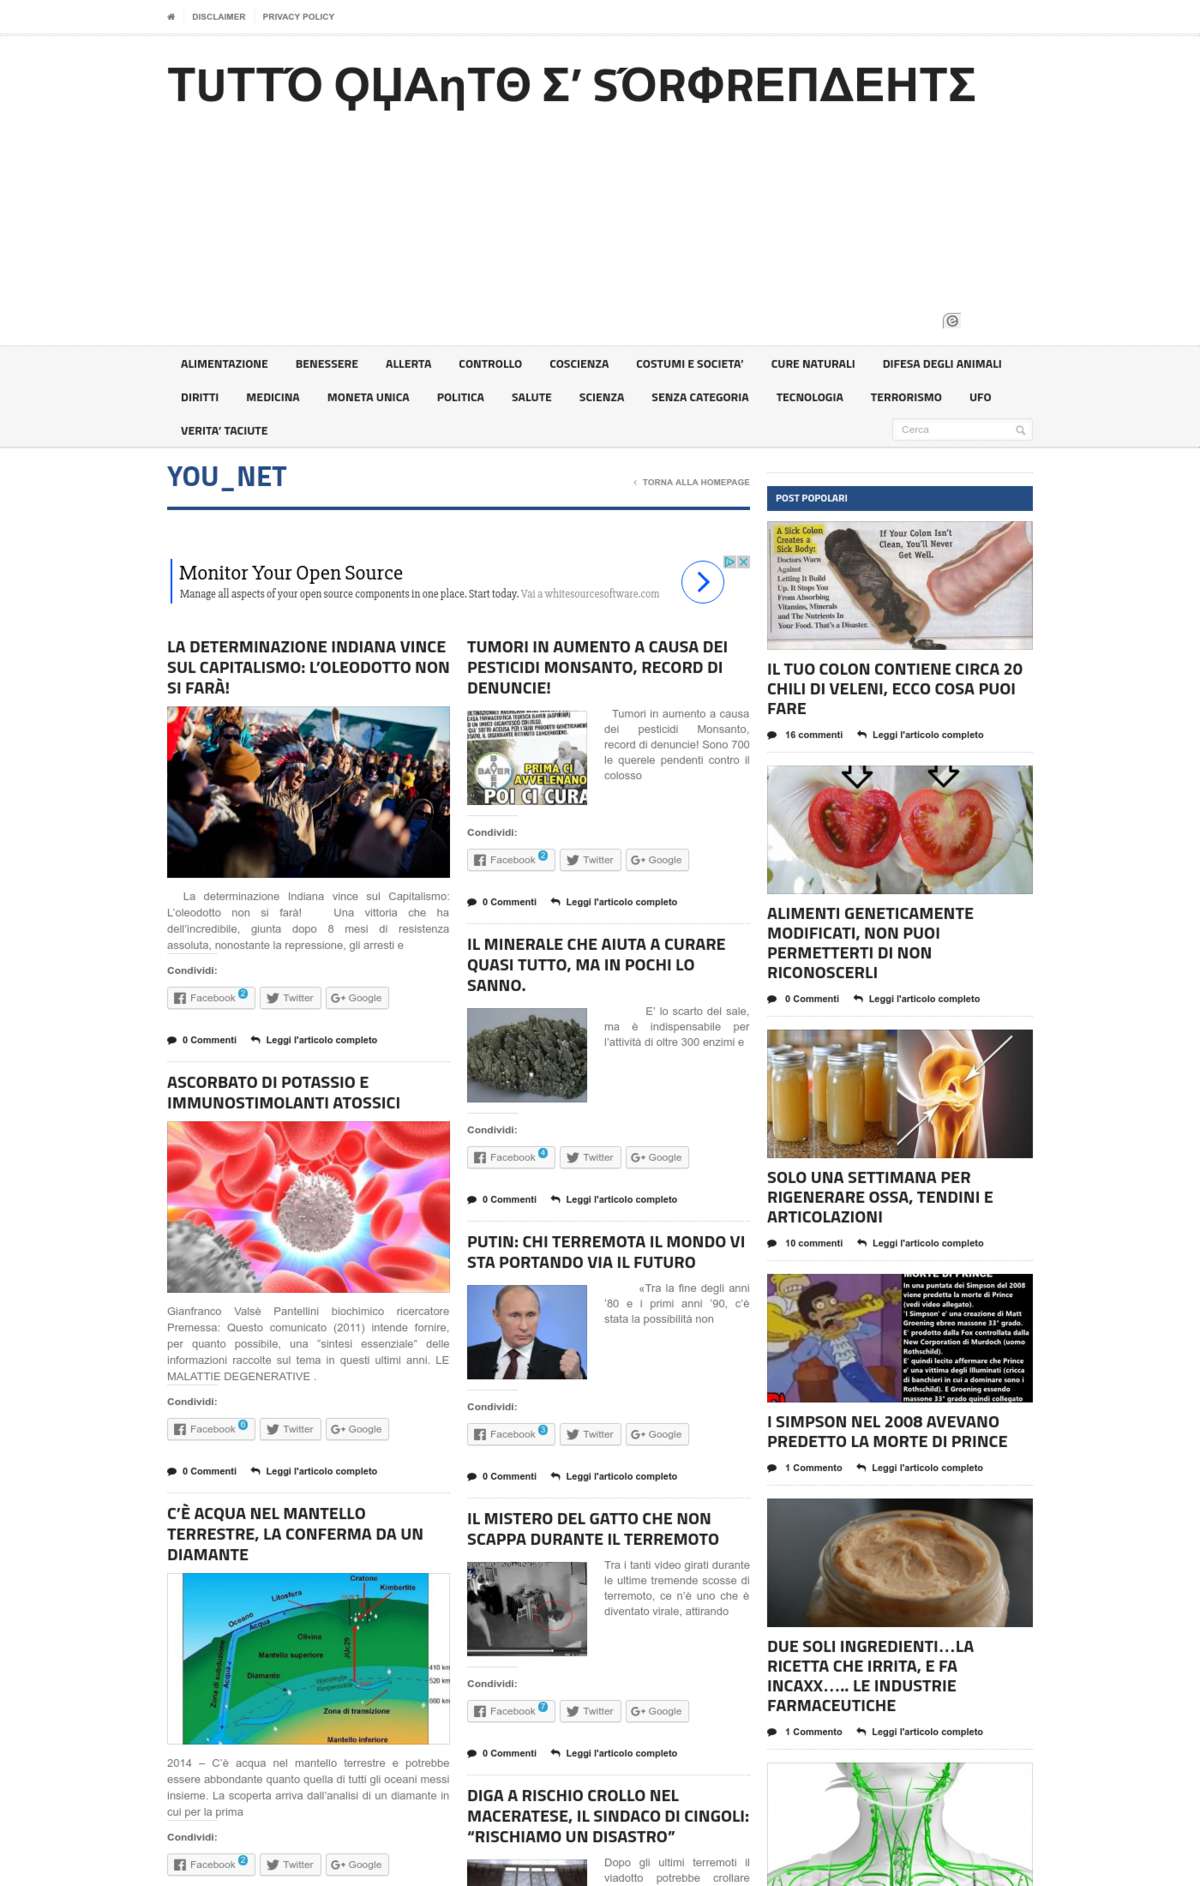 DISCLAIMER
PRIVACY POLICY
TUTTΌ ϘЏAηTΘ Σ’ SΌRΦREΠΔEHTΣ
ALIMENTAZIONE
BENESSERE
ALLERTA
CONTROLLO
COSCIENZA
COSTUMI E SOCIETA’
CURE NATURALI
DIFESA DEGLI ANIMALI
DIRITTI
MEDICINA
MONETA UNICA
POLITICA
SALUTE
SCIENZA
SENZA CATEGORIA
TECNOLOGIA
TERRORISMO
UFO
VERITA’ TACIUTE
Cerca
YOU_NET
TORNA ALLA HOMEPAGE
Monitor Your Open Source
Manage all aspects of your open source components in one place. Start today. Vai a whitesourcesoftware.com
LA DETERMINAZIONE INDIANA VINCE
SUL CAPITALISMO: L’OLEODOTTO NON
SI FARÀ!
La determinazione Indiana vince sul Capitalismo:
L’oleodotto non si farà! Una vittoria che ha
dell’incredibile, giunta dopo 8 mesi di resistenza
assoluta, nonostante la repressione, gli arresti e
Condividi:
Facebook 2 Twitter G+ Google
0 Commenti Leggi l'articolo completo
ASCORBATO DI POTASSIO E
IMMUNOSTIMOLANTI ATOSSICI
Gianfranco Valsè Pantellini biochimico ricercatore
Premessa: Questo comunicato (2011) intende fornire,
per quanto possibile, una “sintesi essenziale” delle
informazioni raccolte sul tema in questi ultimi anni. LE
MALATTIE DEGENERATIVE .
Condividi:
Facebook 6 Twitter G+ Google
0 Commenti Leggi l'articolo completo
C’È ACQUA NEL MANTELLO
TERRESTRE, LA CONFERMA DA UN
DIAMANTE
Cratone
Kimberlite
Litosfera
Oceano
Acqua
Olivina
Mantello superiore
JUc29
Zona di subduzione
Acqua
Diamante
410 km
520 km
660 km
Zona di transizione
Mantello inferiore
2014 – C’è acqua nel mantello terrestre e potrebbe
essere abbondante quanto quella di tutti gli oceani messi
insieme. La scoperta arriva dall’analisi di un diamante in
cui per la prima
Condividi:
Facebook 2 Twitter G+ Google
TUMORI IN AUMENTO A CAUSA DEI
PESTICIDI MONSANTO, RECORD DI
DENUNCIE!
BAYER
PRIMA CI
AVVELENANO
POI CI CURA
Tumori in aumento a causa
dei pesticidi Monsanto,
record di denuncie! Sono 700
le querele pendenti contro il
colosso
Condividi:
Facebook 2 Twitter G+ Google
0 Commenti Leggi l'articolo completo
IL MINERALE CHE AIUTA A CURARE
QUASI TUTTO, MA IN POCHI LO
SANNO.
E’ lo scarto del sale,
ma è indispensabile per
l’attività di oltre 300 enzimi e
Condividi:
Facebook 4 Twitter G+ Google
0 Commenti Leggi l'articolo completo
PUTIN: CHI TERREMOTA IL MONDO VI
STA PORTANDO VIA IL FUTURO
«Tra la fine degli anni
’80 e i primi anni ’90, c’è
stata la possibilità non
Condividi:
Facebook 3 Twitter G+ Google
0 Commenti Leggi l'articolo completo
IL MISTERO DEL GATTO CHE NON
SCAPPA DURANTE IL TERREMOTO
Tra i tanti video girati durante
le ultime tremende scosse di
terremoto, ce n’è uno che è
diventato virale, attirando
Condividi:
Facebook 7 Twitter G+ Google
0 Commenti Leggi l'articolo completo
DIGA A RISCHIO CROLLO NEL
MACERATESE, IL SINDACO DI CINGOLI:
“RISCHIAMO UN DISASTRO”
Dopo gli ultimi terremoti il
viadotto potrebbe crollare
POST POPOLARI
A Sick Colon
Creates a
Sick Body:
Doctors Warn
Against
Letting It Build
Up. It Stops You
From Absorbing
Vitamins, Minerals
and The Nutrients In
Your Food. That's a Disaster.
If Your Colon Isn't
Clean, You'll Never
Get Well.
IL TUO COLON CONTIENE CIRCA 20
CHILI DI VELENI, ECCO COSA PUOI
FARE
16 commenti Leggi l'articolo completo
ALIMENTI GENETICAMENTE
MODIFICATI, NON PUOI
PERMETTERTI DI NON
RICONOSCERLI
0 Commenti Leggi l'articolo completo
SOLO UNA SETTIMANA PER
RIGENERARE OSSA, TENDINI E
ARTICOLAZIONI
10 commenti Leggi l'articolo completo
MORTE DI PRINCE
In una puntata dei Simpson del 2008
viene predetta la morte di Prince
(vedi video allegato).
'I Simpson' e' una creazione di Matt
Groening ebreo massone 33° grado.
E' prodotto dalla Fox controllata dalla
New Corporation di Murdoch (uomo
Rothschild).
E' quindi lecito affermare che Prince
e' una vittima degli Illuminati (cricca
di banchieri in cui a dominare sono i
Rothschild). E Groening essendo
massone 33° grado quindi collegato
I SIMPSON NEL 2008 AVEVANO
PREDETTO LA MORTE DI PRINCE
1 Commento Leggi l'articolo completo
DUE SOLI INGREDIENTI…LA
RICETTA CHE IRRITA, E FA
INCAXX….. LE INDUSTRIE
FARMACEUTICHE
1 Commento Leggi l'articolo completo